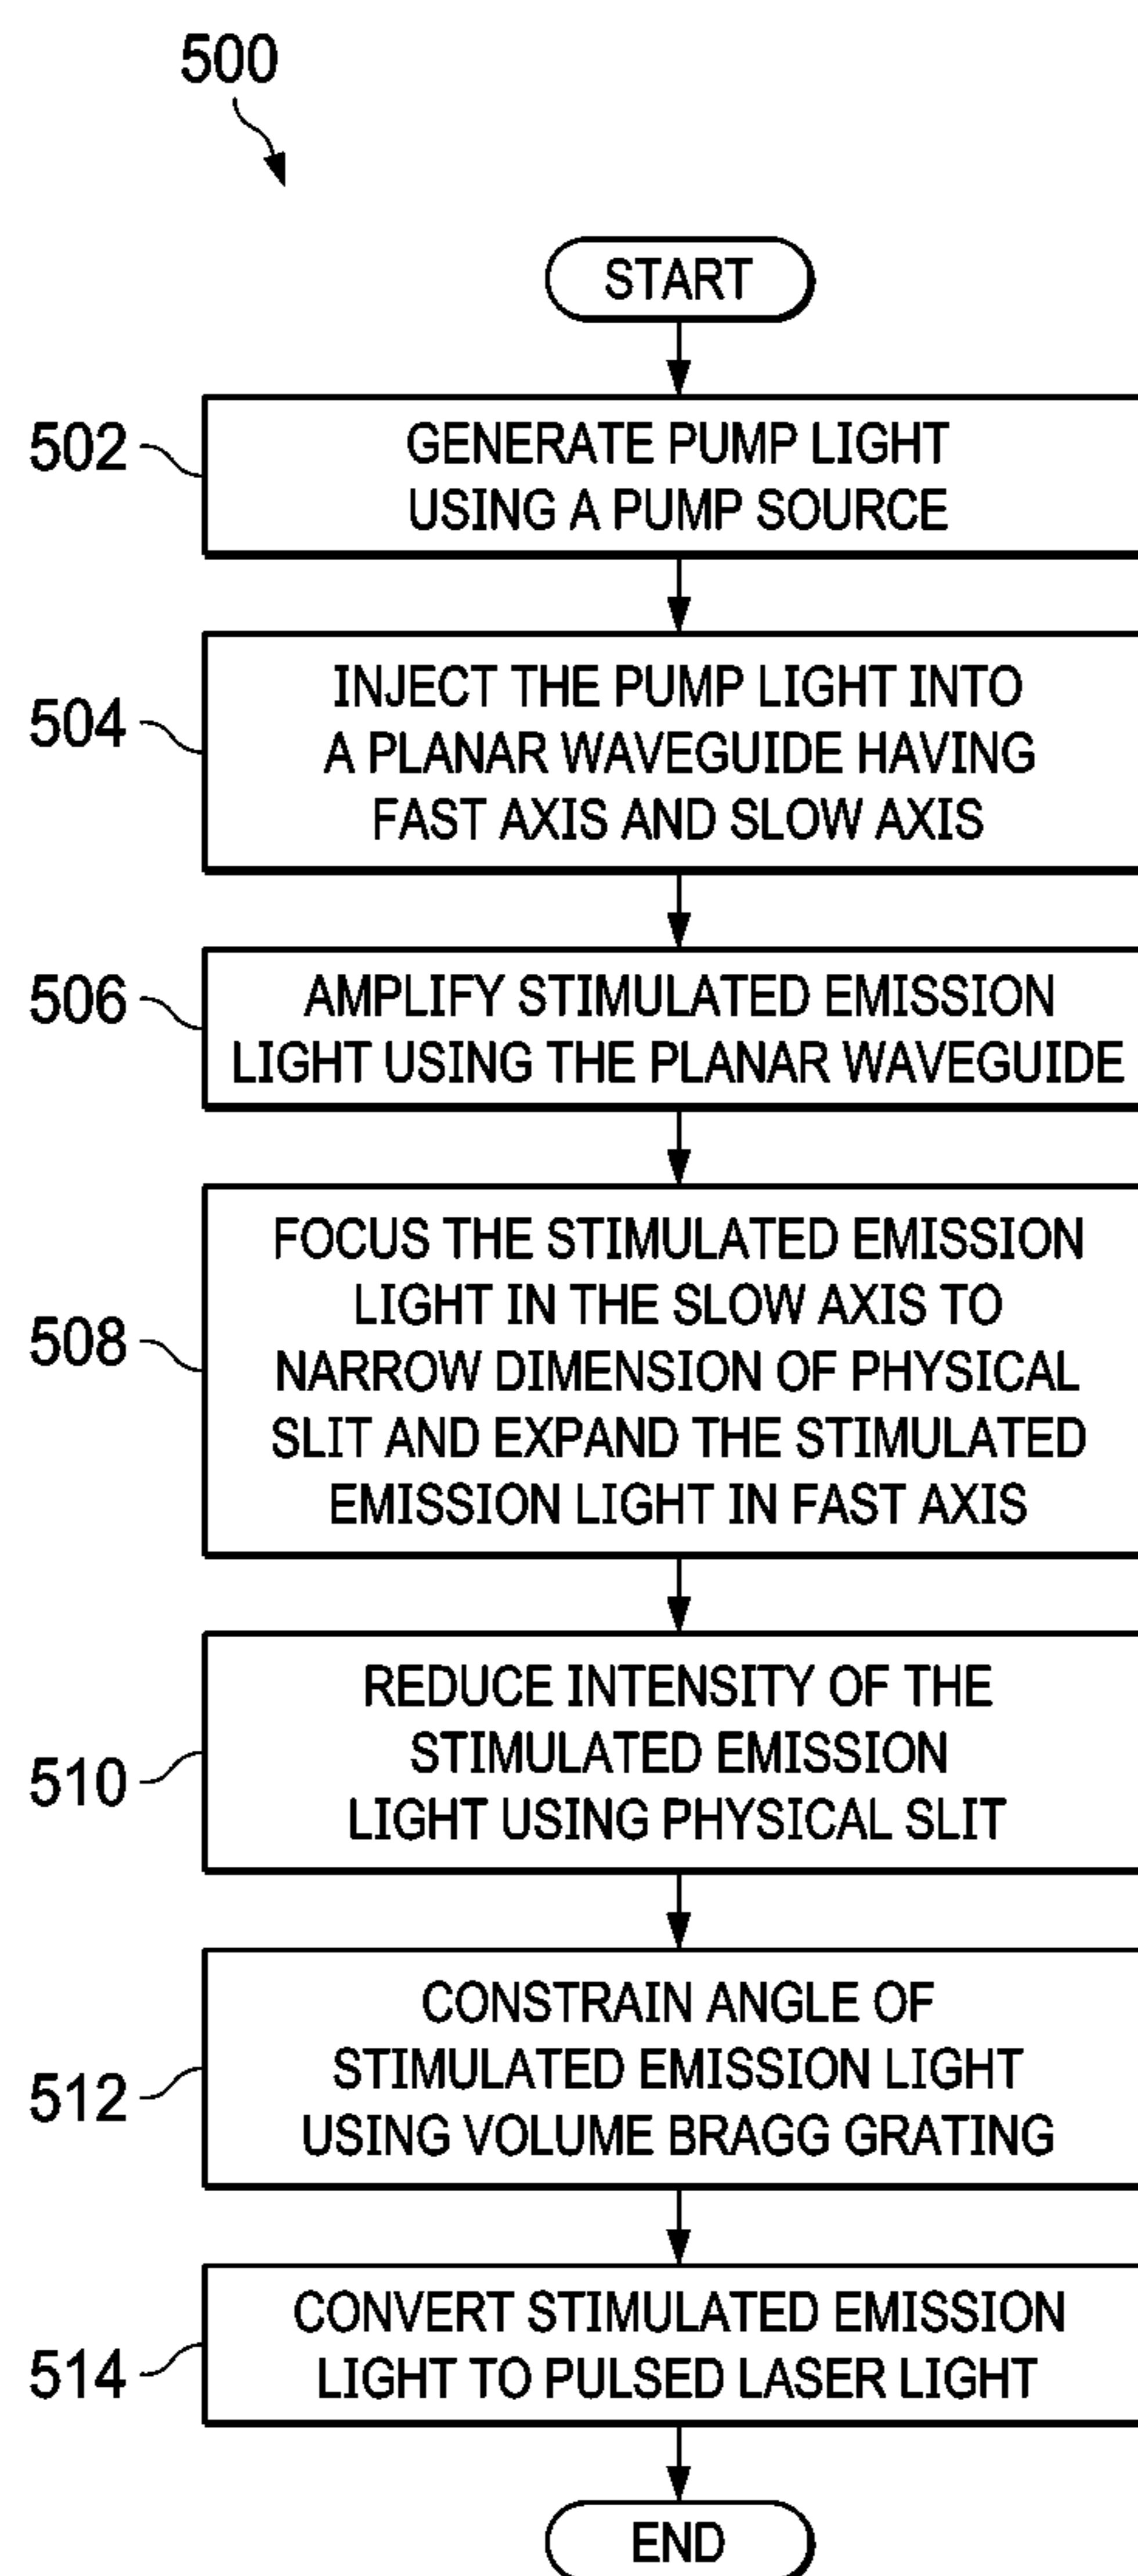 500
START
502
GENERATE PUMP LIGHT
USING A PUMP SOURCE
504
INJECT THE PUMP LIGHT INTO
A PLANAR WAVEGUIDE HAVING
FAST AXIS AND SLOW AXIS
506
AMPLIFY STIMULATED EMISSION
LIGHT USING THE PLANAR WAVEGUIDE
508
FOCUS THE STIMULATED EMISSION
LIGHT IN THE SLOW AXIS TO
NARROW DIMENSION OF PHYSICAL
SLIT AND EXPAND THE STIMULATED
EMISSION LIGHT IN FAST AXIS
510
REDUCE INTENSITY OF THE
STIMULATED EMISSION
LIGHT USING PHYSICAL SLIT
512
CONSTRAIN ANGLE OF
STIMULATED EMISSION LIGHT
USING VOLUME BRAGG GRATING
514
CONVERT STIMULATED EMISSION
LIGHT TO PULSED LASER LIGHT
END